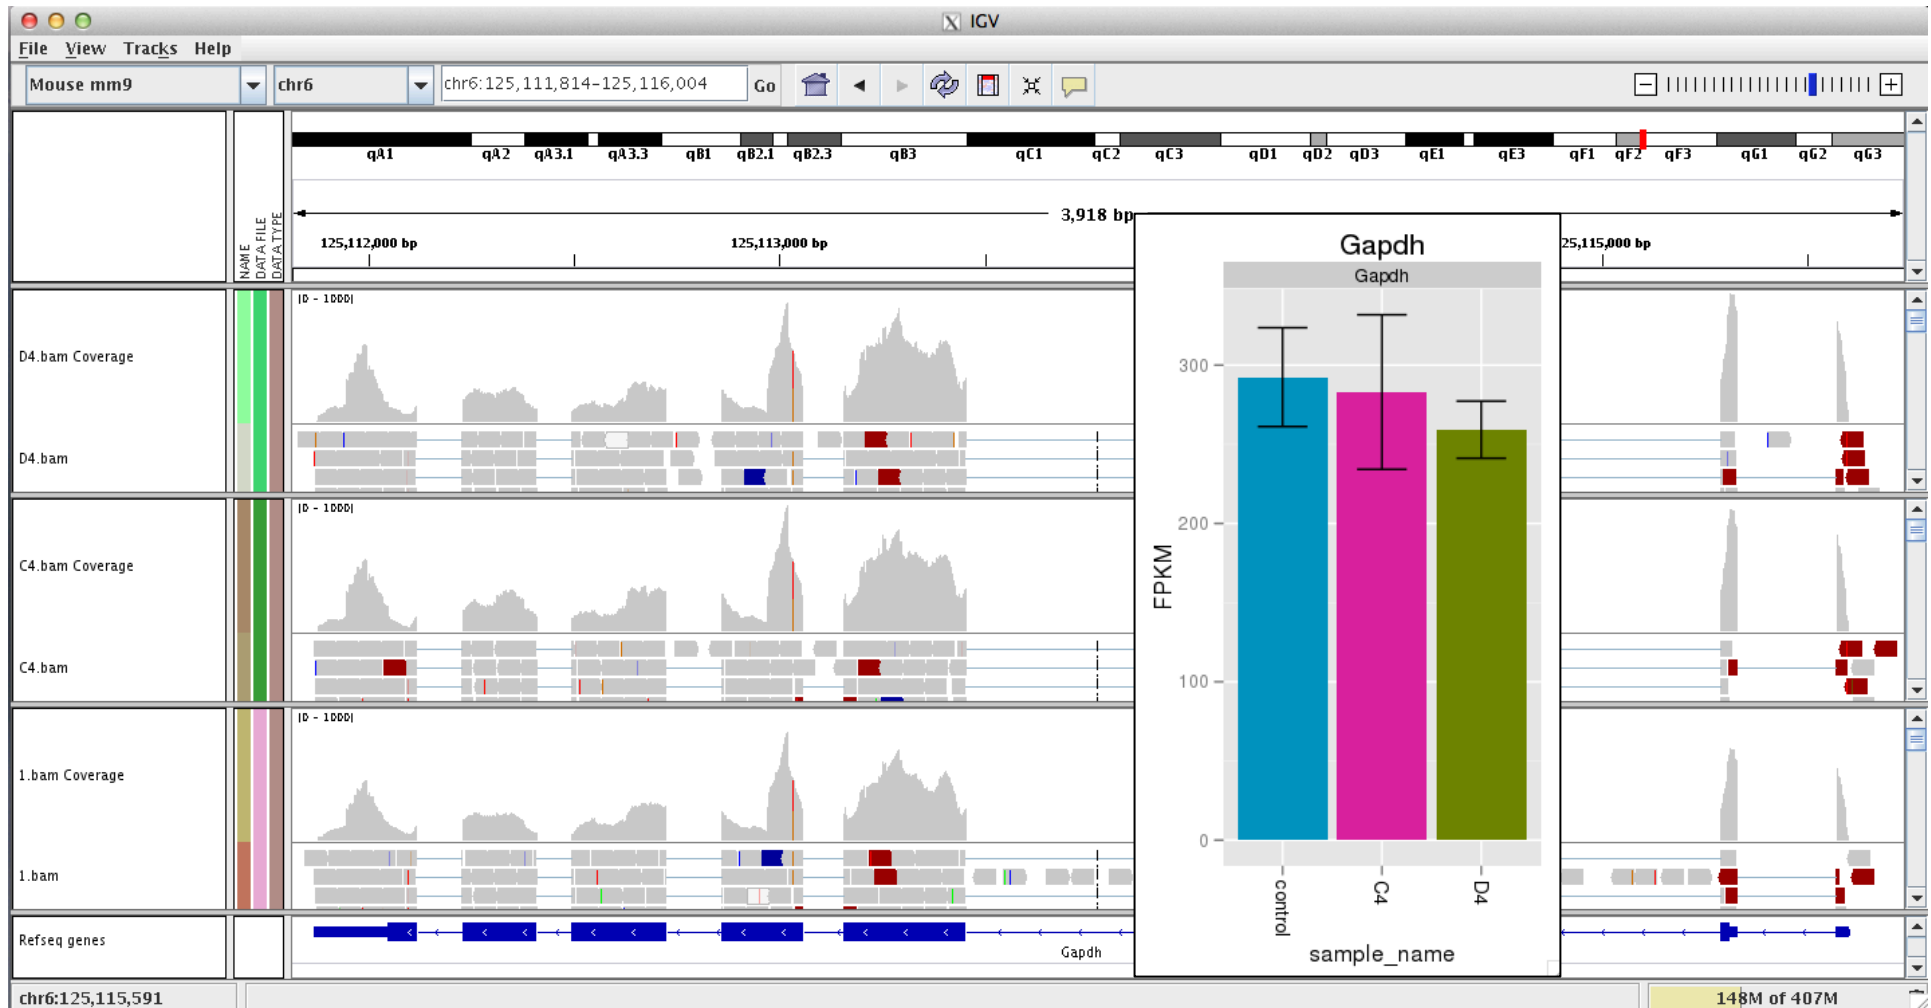 IGV
File View Tracks Help
Mouse mm9 chr6 chr6:125,111,814-125,116,004 Go
qA1 qA2 qA3.1 qA3.3 qB1 qB2.1 qB2.3 qB3 qC1 qC2 qC3 qD1 qD2 qD3 qE1 qE3 qF1 qF2 qF3 qG1 qG2 qG3
3,918 bp
125,112,000 bp 125,113,000 bp 25,115,000 bp
NAME
DATA FILE
DATA TYPE
D4.bam Coverage
[0 - 1000]
D4.bam
C4.bam Coverage
[0 - 1000]
C4.bam
1.bam Coverage
[0 - 1000]
1.bam
Refseq genes
Gapdh
Gapdh
Gapdh
FPKM
300
200
100
0
control C4 D4
sample_name
chr6:125,115,591 148M of 407M